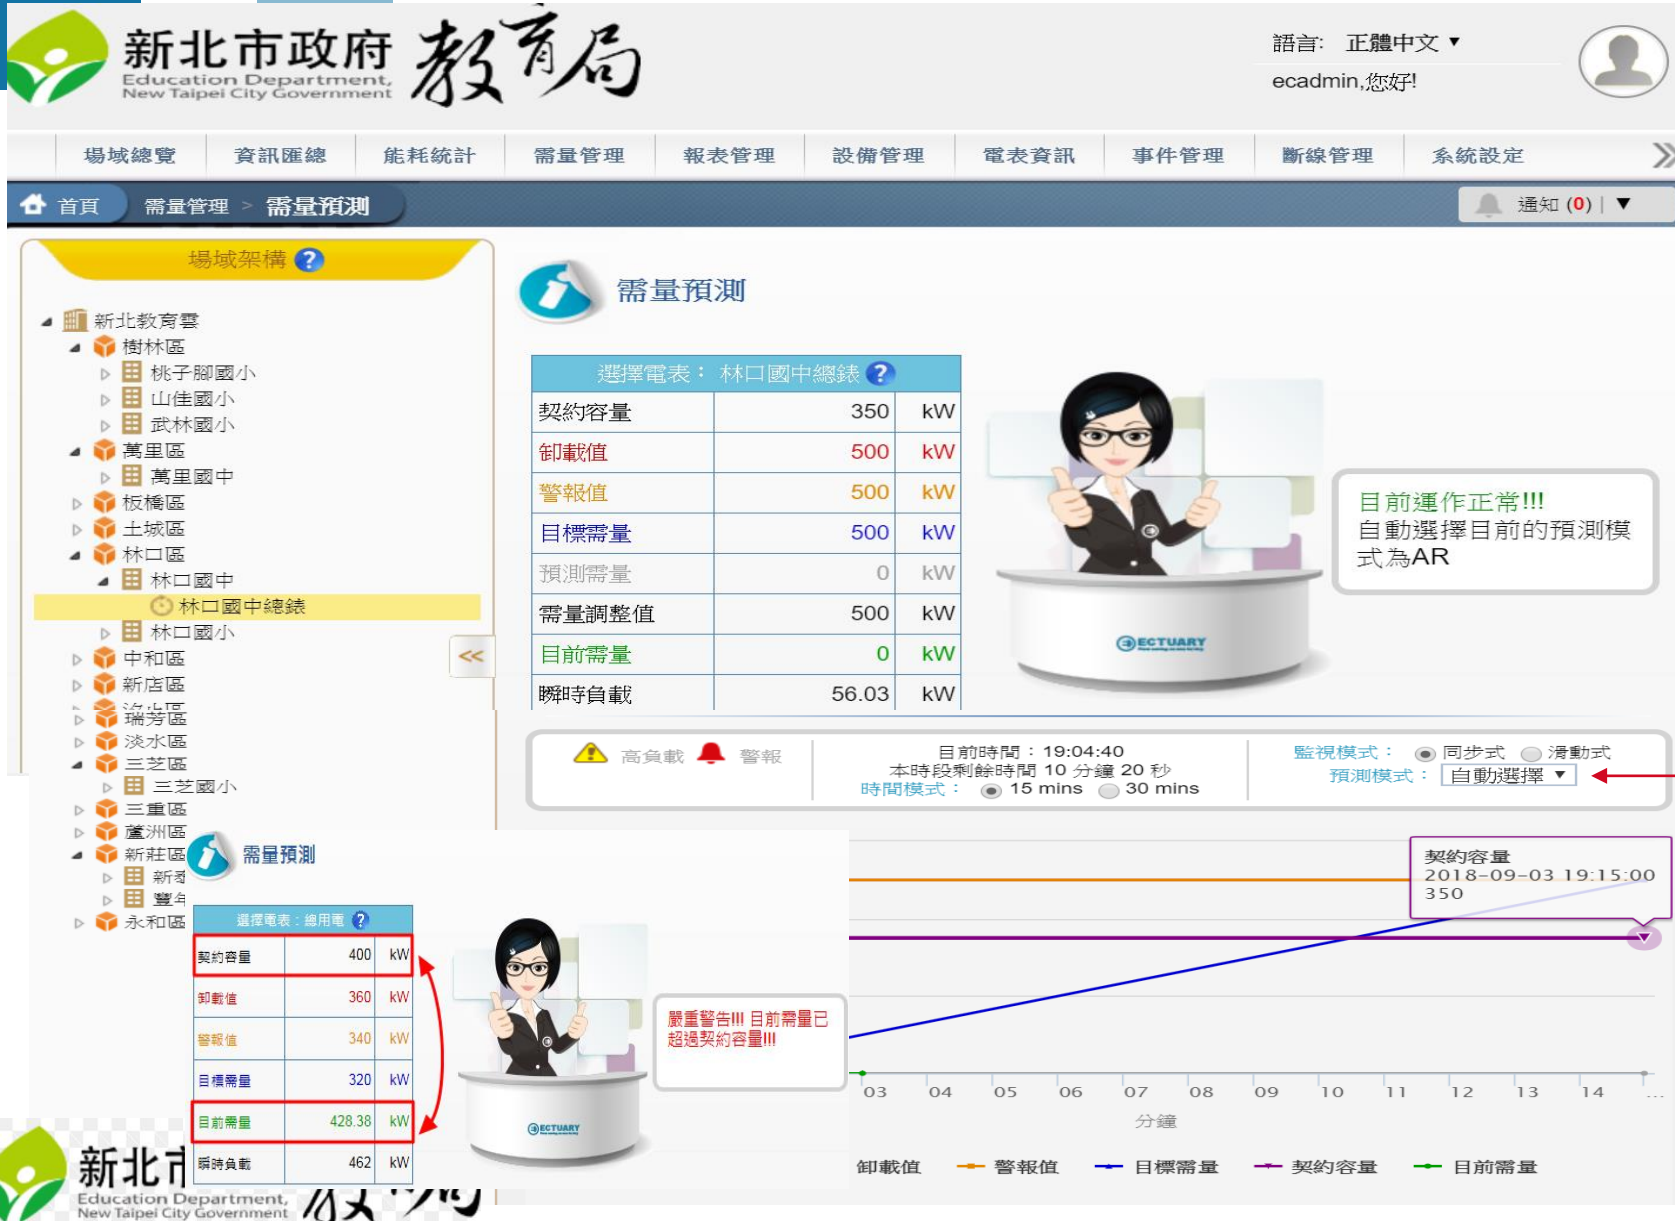 新北市政府 教育局
Education Department,
New Taipei City Government
語言: 正體中文 ▼
ecadmin,您好!
場域總覽 資訊匯總 能耗統計 需量管理 報表管理 設備管理 電表資訊 事件管理 斷線管理 系統設定
首頁 需量管理 > 需量預測
通知 (0) | ▼
場域架構 ?
新北教育雲
樹林區
桃子腳國小
山佳國小
武林國小
萬里區
萬里國中
板橋區
土城區
林口區
林口國中
林口國中總錶
林口國小
中和區
新店區
瑞芳區
淡水區
三芝區
三芝國小
三重區
蘆洲區
新莊區
新泰
豐年
永和區
<<
需量預測
選擇電表： 林口國中總錶 ?
契約容量 350 kW
卸載值 500 kW
警報值 500 kW
目標需量 500 kW
預測需量 0 kW
需量調整值 500 kW
目前需量 0 kW
瞬時負載 56.03 kW
ECTUARY
目前運作正常!!!
自動選擇目前的預測模
式為AR
高負載 警報
目前時間：19:04:40
本時段剩餘時間 10 分鐘 20 秒
時間模式： 15 mins 30 mins
監視模式： 同步式 滑動式
預測模式： 自動選擇 ▼
契約容量
2018-09-03 19:15:00
350
03 04 05 06 07 08 09 10 11 12 13 14 ...
分鐘
卸載值 警報值 目標需量 契約容量 目前需量
需量預測
選擇電表：總用電 ?
契約容量 400 kW
卸載值 360 kW
警報值 340 kW
目標需量 320 kW
目前需量 428.38 kW
瞬時負載 462 kW
ECTUARY
嚴重警告!!! 目前需量已
超過契約容量!!!
新北市
Education Department,
New Taipei City Government